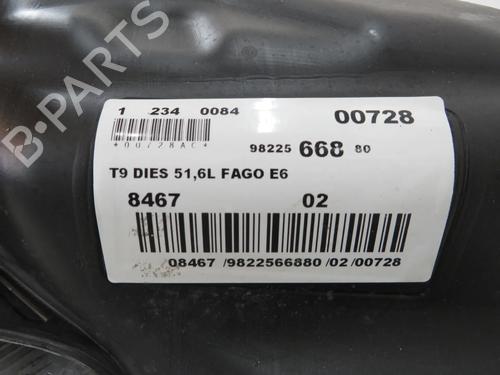 1 234 0084
00728
*00728AC*
98225 668 80
T9 DIES 51,6L FAGO E6
8467 02
08467 /9822566880/02/00728
B-PARTS